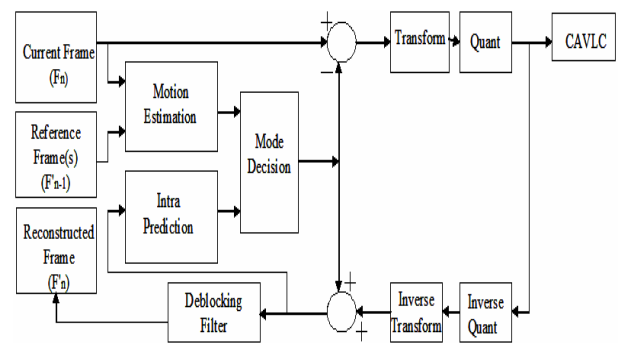 Current Frame
(Fn)
Reference
Frame(s)
(F'n-1)
Reconstructed
Frame
(F'n)
Motion
Estimation
Intra
Prediction
Mode
Decision
+
−
Transform
Quant
CAVLC
+
+
Inverse
Transform
Inverse
Quant
Deblocking
Filter